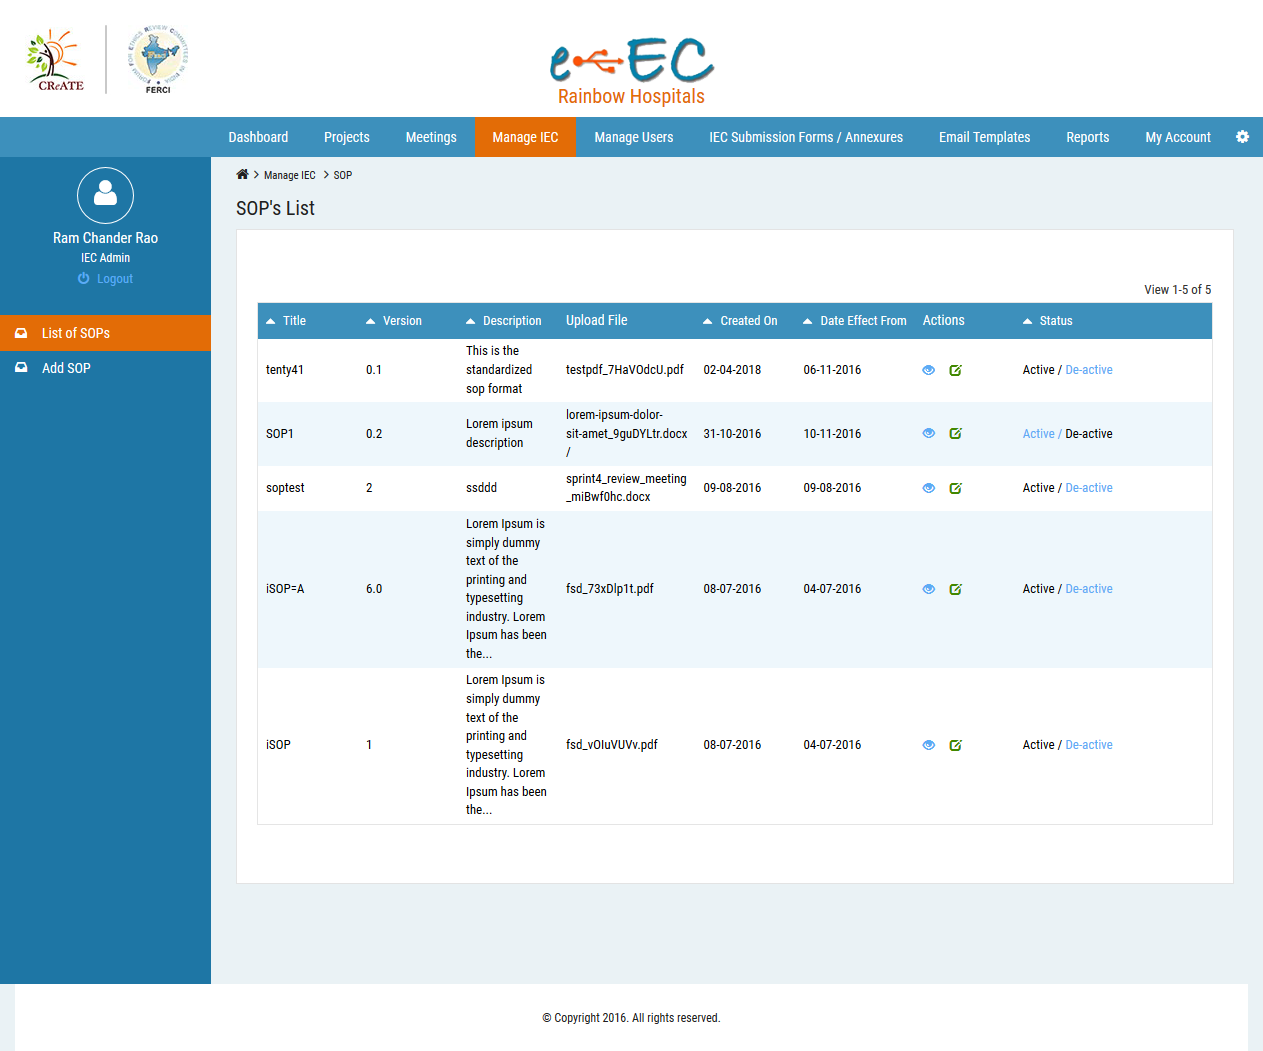 CReATE
FERCI
e EC
Rainbow Hospitals
Dashboard Projects Meetings Manage IEC Manage Users IEC Submission Forms / Annexures Email Templates Reports My Account
Ram Chander Rao
IEC Admin
Logout
List of SOPs
Add SOP
Manage IEC SOP
SOP's List
View 1-5 of 5
Title Version Description Upload File Created On Date Effect From Actions Status
tenty41 0.1 This is the standardized sop format testpdf_7HaVOdcU.pdf 02-04-2018 06-11-2016 Active / De-active
SOP1 0.2 Lorem ipsum description lorem-ipsum-dolor-sit-amet_9guDYLtr.docx / 31-10-2016 10-11-2016 Active / De-active
soptest 2 ssddd sprint4_review_meeting_miBwf0hc.docx 09-08-2016 09-08-2016 Active / De-active
iSOP=A 6.0 Lorem Ipsum is simply dummy text of the printing and typesetting industry. Lorem Ipsum has been the... fsd_73xDlp1t.pdf 08-07-2016 04-07-2016 Active / De-active
iSOP 1 Lorem Ipsum is simply dummy text of the printing and typesetting industry. Lorem Ipsum has been the... fsd_vOIuVUVv.pdf 08-07-2016 04-07-2016 Active / De-active
© Copyright 2016. All rights reserved.